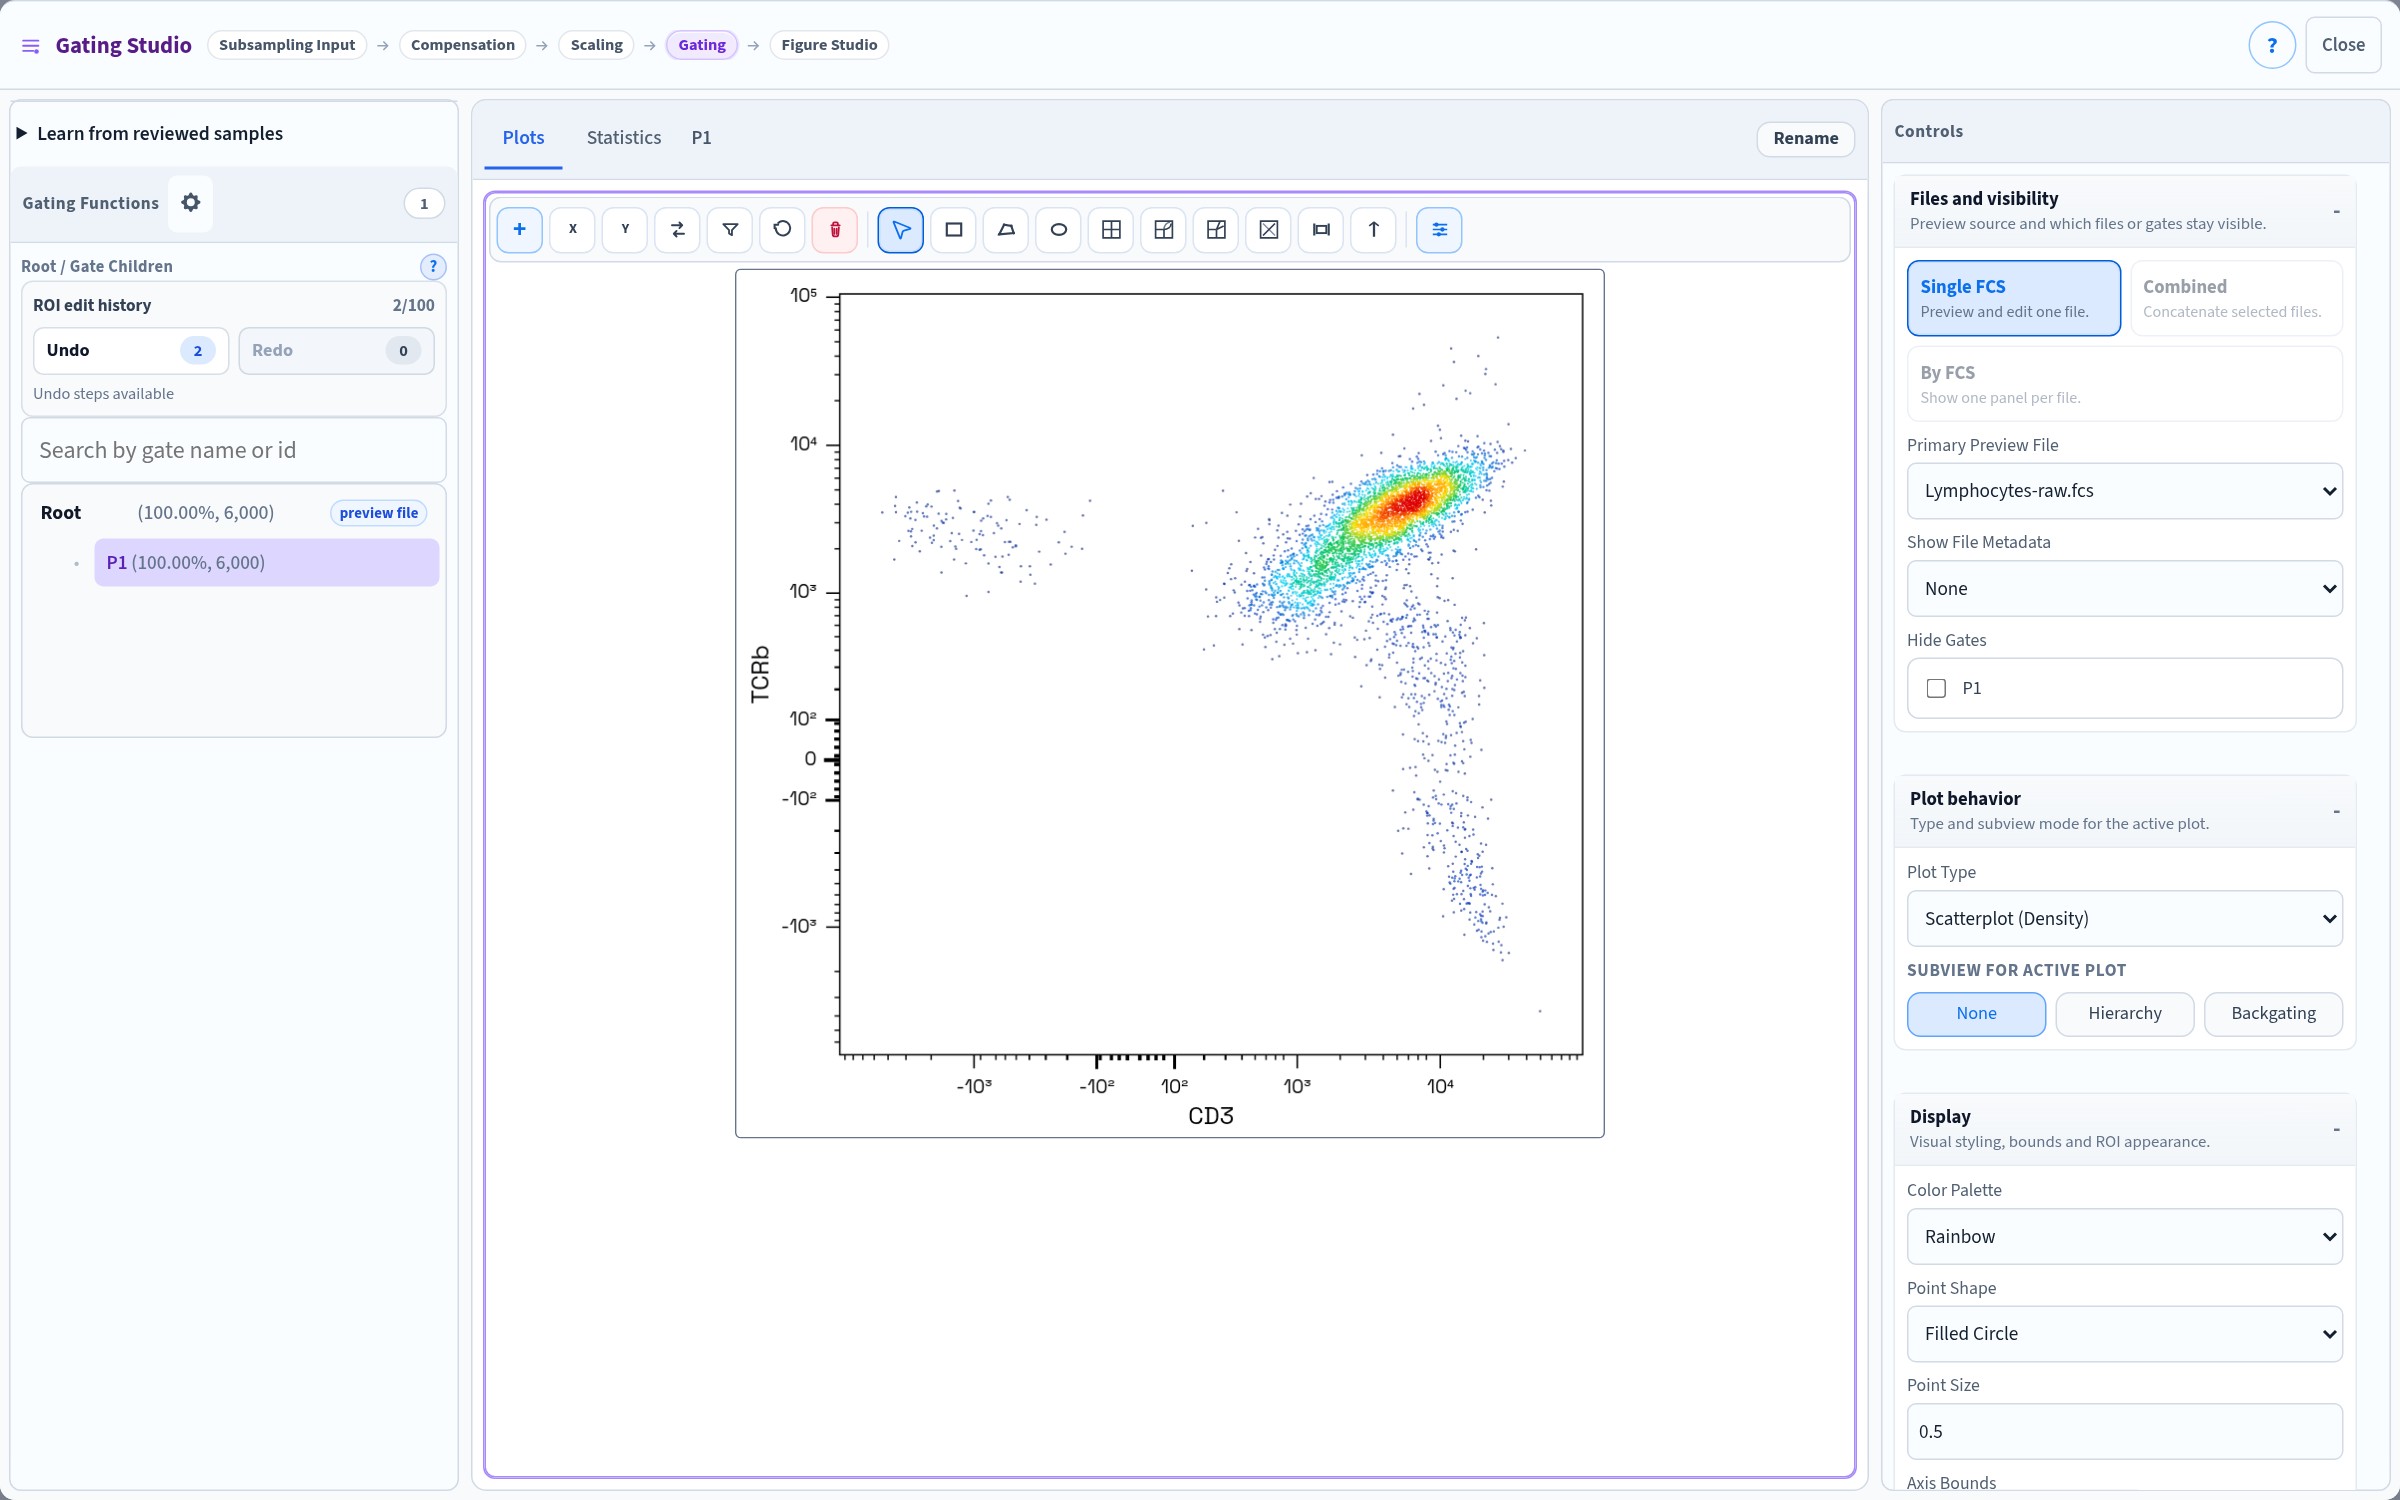 Gating Studio
Subsampling Input → Compensation → Scaling → Gating → Figure Studio
? Close
Learn from reviewed samples
Gating Functions 1
Root / Gate Children ?
ROI edit history 2/100
Undo 2 Redo 0
Undo steps available
Search by gate name or id
Root (100.00%, 6,000) preview file
P1 (100.00%, 6,000)
Plots Statistics P1 Rename
+ X Y
10⁵
10⁴
10³
10²
0
-10²
-10³
TCRb
-10³ -10² 10² 10³ 10⁴
CD3
Controls
Files and visibility
Preview source and which files or gates stay visible.
Single FCS
Preview and edit one file.
Combined
Concatenate selected files.
By FCS
Show one panel per file.
Primary Preview File
Lymphocytes-raw.fcs
Show File Metadata
None
Hide Gates
P1
Plot behavior
Type and subview mode for the active plot.
Plot Type
Scatterplot (Density)
SUBVIEW FOR ACTIVE PLOT
None Hierarchy Backgating
Display
Visual styling, bounds and ROI appearance.
Color Palette
Rainbow
Point Shape
Filled Circle
Point Size
0.5
Axis Bounds